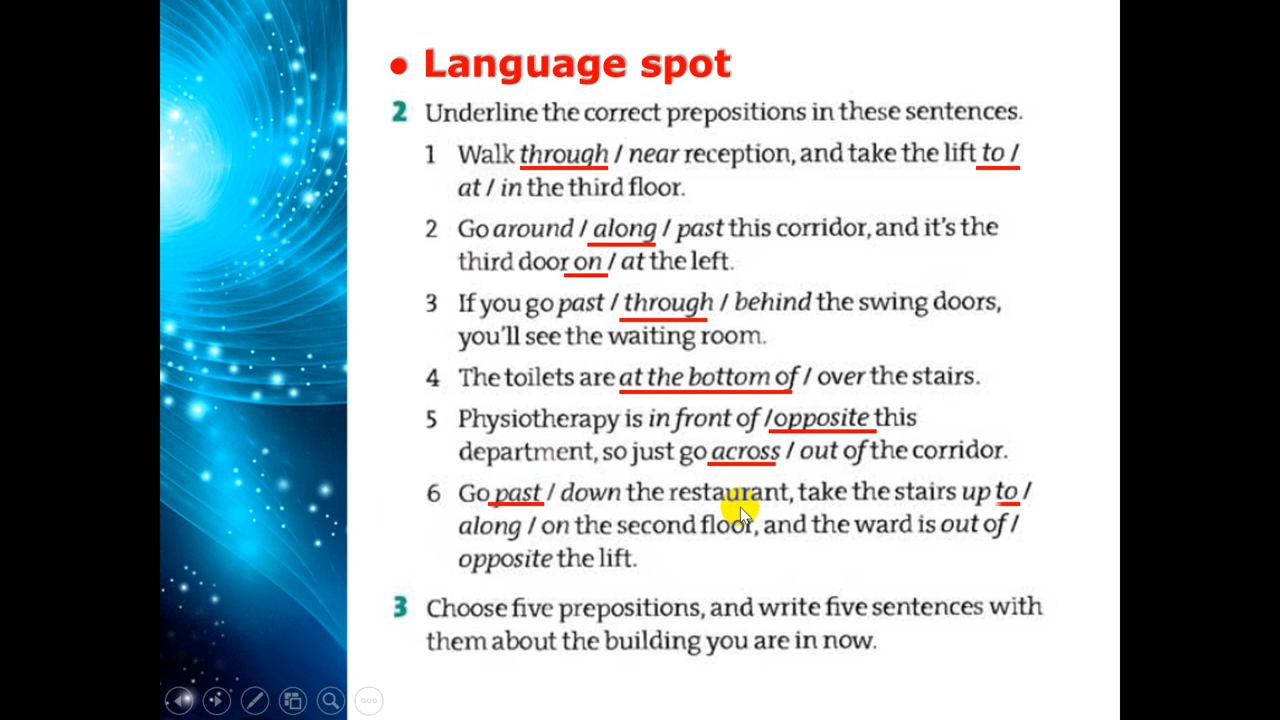 • Language spot
2 Underline the correct prepositions in these sentences.
1 Walk through / near reception, and take the lift to /
at / in the third floor.
2 Go around / along / past this corridor, and it's the
third door on / at the left.
3 If you go past / through / behind the swing doors,
you'll see the waiting room.
4 The toilets are at the bottom of / over the stairs.
5 Physiotherapy is in front of / opposite this
department, so just go across / out of the corridor.
6 Go past / down the restaurant, take the stairs up to /
along / on the second floor, and the ward is out of /
opposite the lift.
3 Choose five prepositions, and write five sentences with
them about the building you are in now.